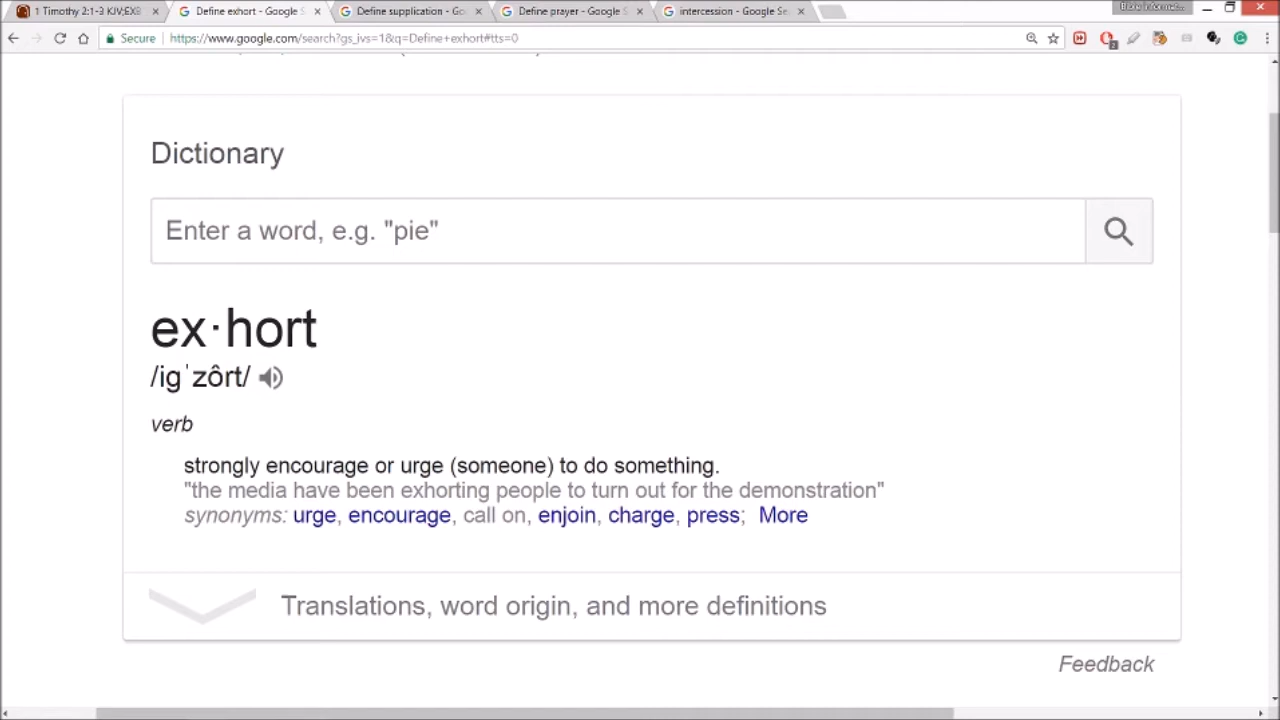 1 Timothy 2:1-3 KJV;EXB
Define exhort - Google S
Define supplication - Go
Define prayer - Google S
intercession - Google Se
Secure
https://www.google.com/search?gs_ivs=1&q=Define+exhort#tts=0
2
Dictionary
Enter a word, e.g. "pie"
ex·hort
/igˈzôrt/
verb
strongly encourage or urge (someone) to do something.
"the media have been exhorting people to turn out for the demonstration"
synonyms: urge, encourage, call on, enjoin, charge, press; More
Translations, word origin, and more definitions
Feedback